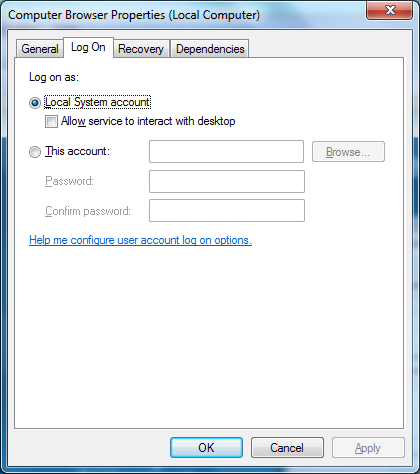 Computer Browser Properties (Local Computer)
General Log On Recovery Dependencies
Log on as:
Local System account
Allow service to interact with desktop
This account: Browse...
Password:
Confirm password:
Help me configure user account log on options.
OK Cancel Apply